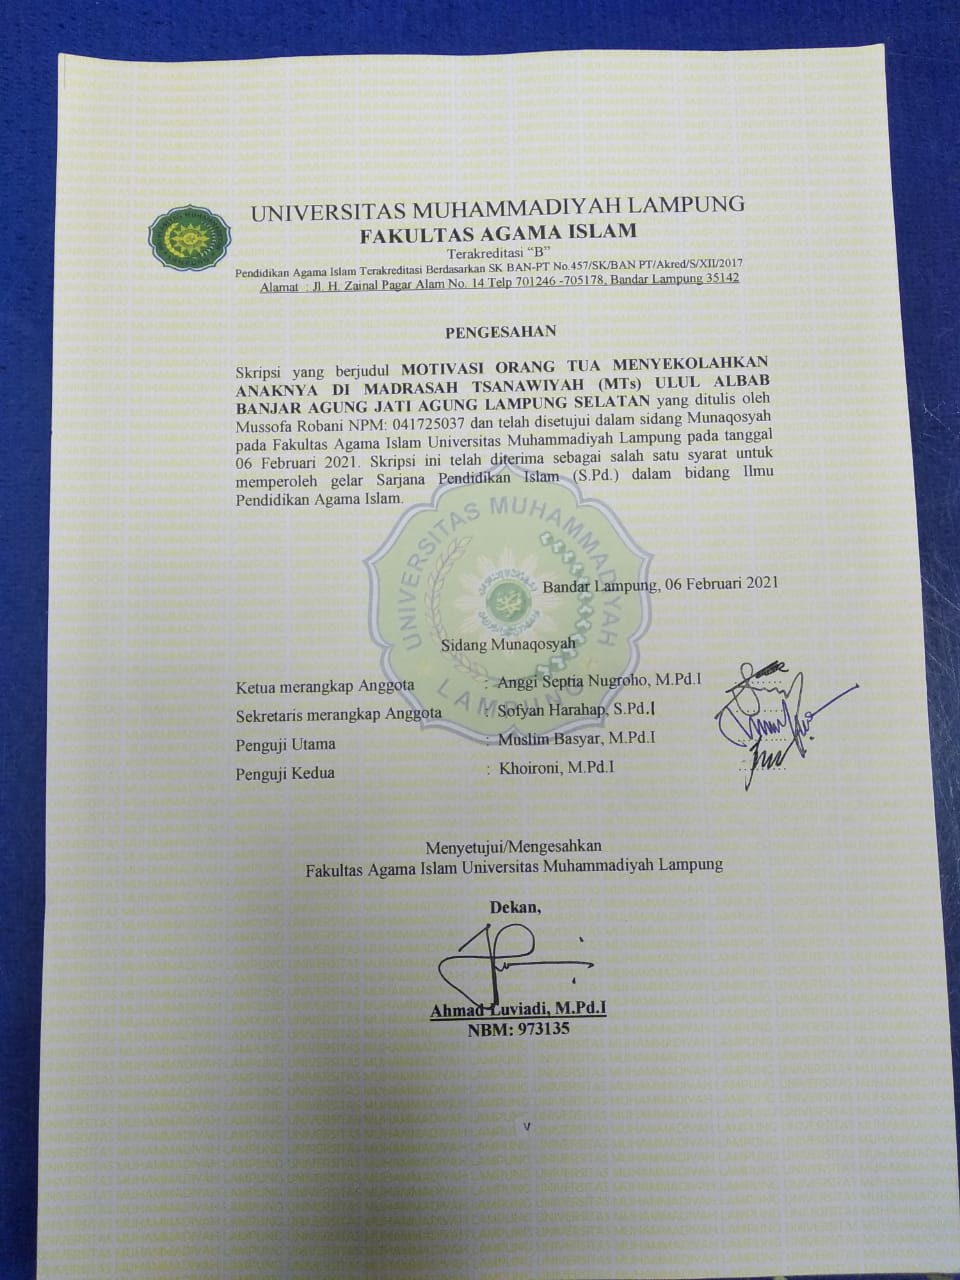 UNIVERSITAS MUHAMMADIYAH LAMPUNG
FAKULTAS AGAMA ISLAM
Terakreditasi “B”
Pendidikan Agama Islam Terakreditasi Berdasarkan SK BAN-PT No.457/SK/BAN PT/Akred/S/XII/2017
Alamat : Jl. H. Zainal Pagar Alam No. 14 Telp 701246 -705178, Bandar Lampung 35142
PENGESAHAN
Skripsi yang berjudul MOTIVASI ORANG TUA MENYEKOLAHKAN
ANAKNYA DI MADRASAH TSANAWIYAH (MTs) ULUL ALBAB
BANJAR AGUNG JATI AGUNG LAMPUNG SELATAN yang ditulis oleh
Mussofa Robani NPM: 041725037 dan telah disetujui dalam sidang Munaqosyah
pada Fakultas Agama Islam Universitas Muhammadiyah Lampung pada tanggal
06 Februari 2021. Skripsi ini telah diterima sebagai salah satu syarat untuk
memperoleh gelar Sarjana Pendidikan Islam (S.Pd.) dalam bidang Ilmu
Pendidikan Agama Islam.
UNIVERSITAS MUHAMMADIYAH
LAMPUNG
Bandar Lampung, 06 Februari 2021
Sidang Munaqosyah
Ketua merangkap Anggota : Anggi Septia Nugroho, M.Pd.I
Sekretaris merangkap Anggota : Sofyan Harahap, S.Pd.I
Penguji Utama : Muslim Basyar, M.Pd.I
Penguji Kedua : Khoironi, M.Pd.I
Menyetujui/Mengesahkan
Fakultas Agama Islam Universitas Muhammadiyah Lampung
Dekan,
Ahmad Luviadi, M.Pd.I
NBM: 973135
v